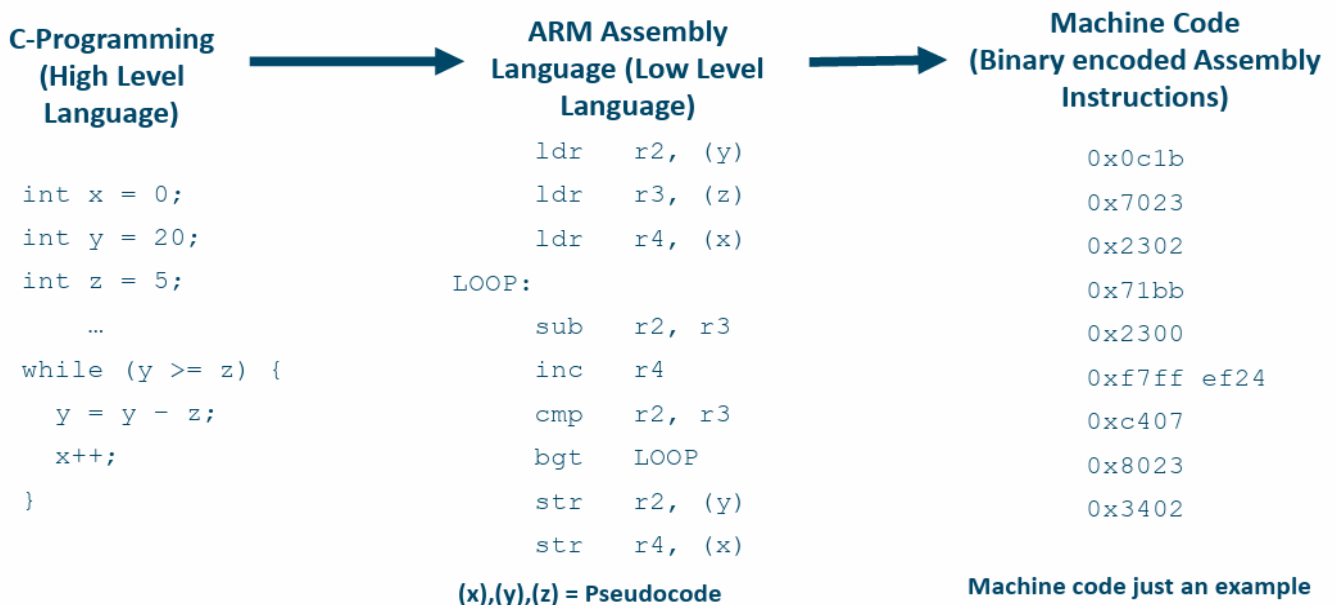 C-Programming
(High Level
Language)
int x = 0;
int y = 20;
int z = 5;
…
while (y >= z) {
y = y – z;
x++;
}
ARM Assembly
Language (Low Level
Language)
ldr r2, (y)
ldr r3, (z)
ldr r4, (x)
LOOP:
sub r2, r3
inc r4
cmp r2, r3
bgt LOOP
str r2, (y)
str r4, (x)
(x),(y),(z) = Pseudocode
Machine Code
(Binary encoded Assembly
Instructions)
0x0c1b
0x7023
0x2302
0x71bb
0x2300
0xf7ff ef24
0xc407
0x8023
0x3402
Machine code just an example